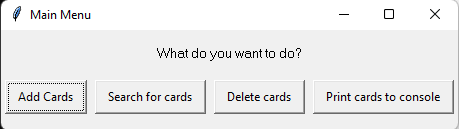 Main Menu
What do you want to do?
Add Cards Search for cards Delete cards Print cards to console